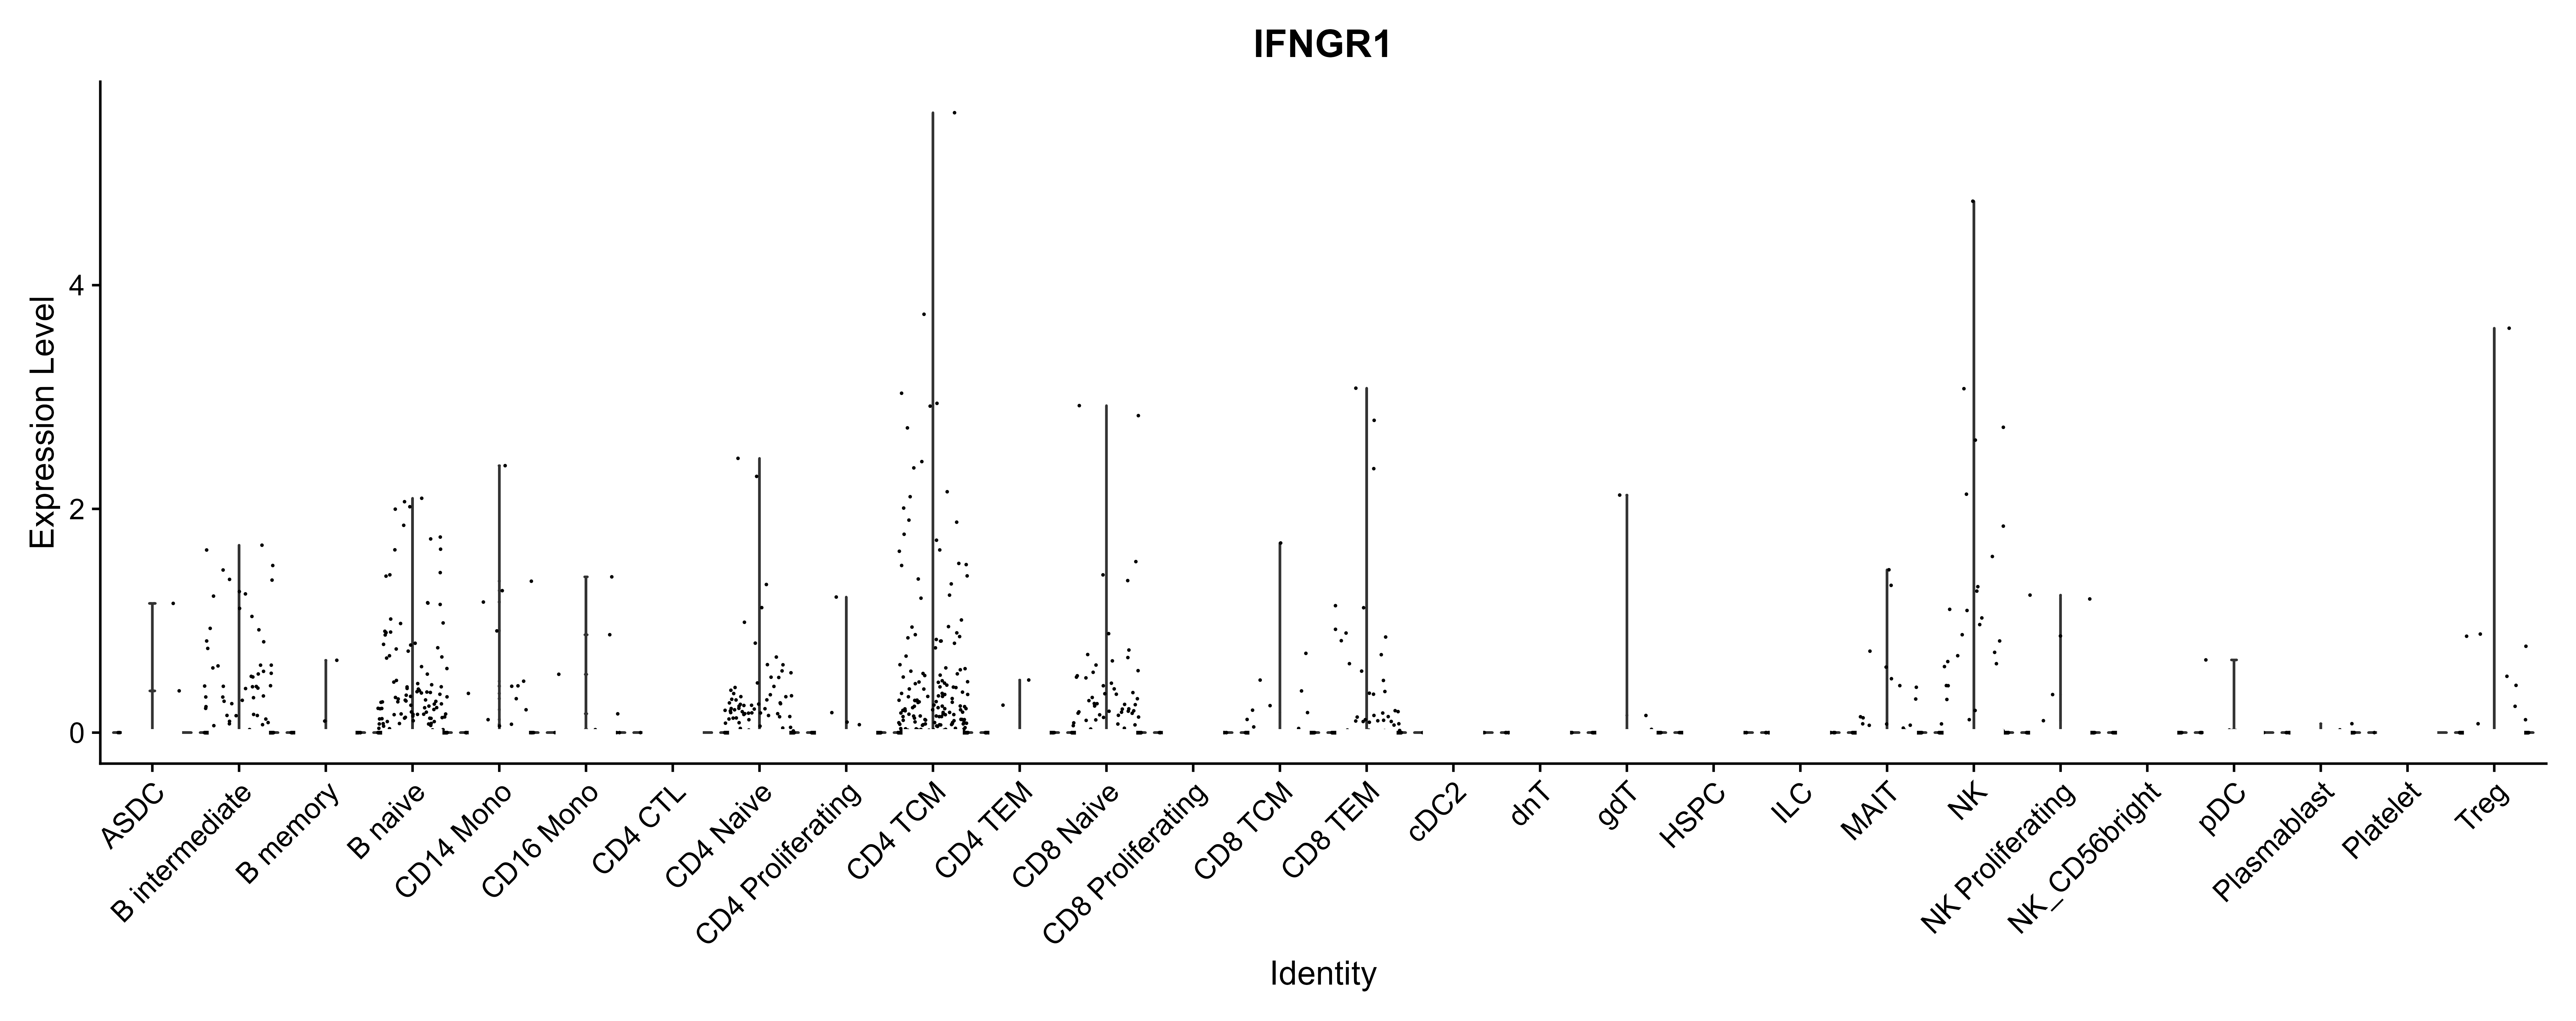 IFNGR1
Expression Level
4
2
0
ASDC
B intermediate
B memory
B naive
CD14 Mono
CD16 Mono
CD4 CTL
CD4 Naive
CD4 Proliferating
CD4 TCM
CD4 TEM
CD8 Naive
CD8 Proliferating
CD8 TCM
CD8 TEM
cDC2
dnT
gdT
HSPC
ILC
MAIT
NK
NK Proliferating
NK_CD56bright
pDC
Plasmablast
Platelet
Treg
Identity